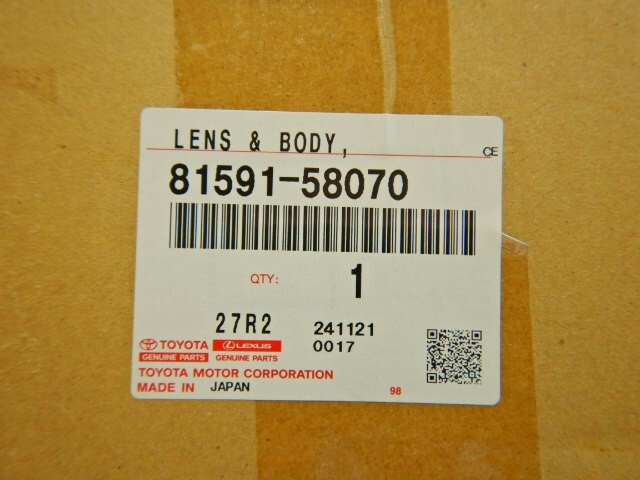 LENS & BODY,
CE
81591-58070
QTY: 1
27R2 241121
0017
TOYOTA LEXUS
GENUINE PARTS GENUINE PARTS
TOYOTA MOTOR CORPORATION
MADE IN JAPAN
98